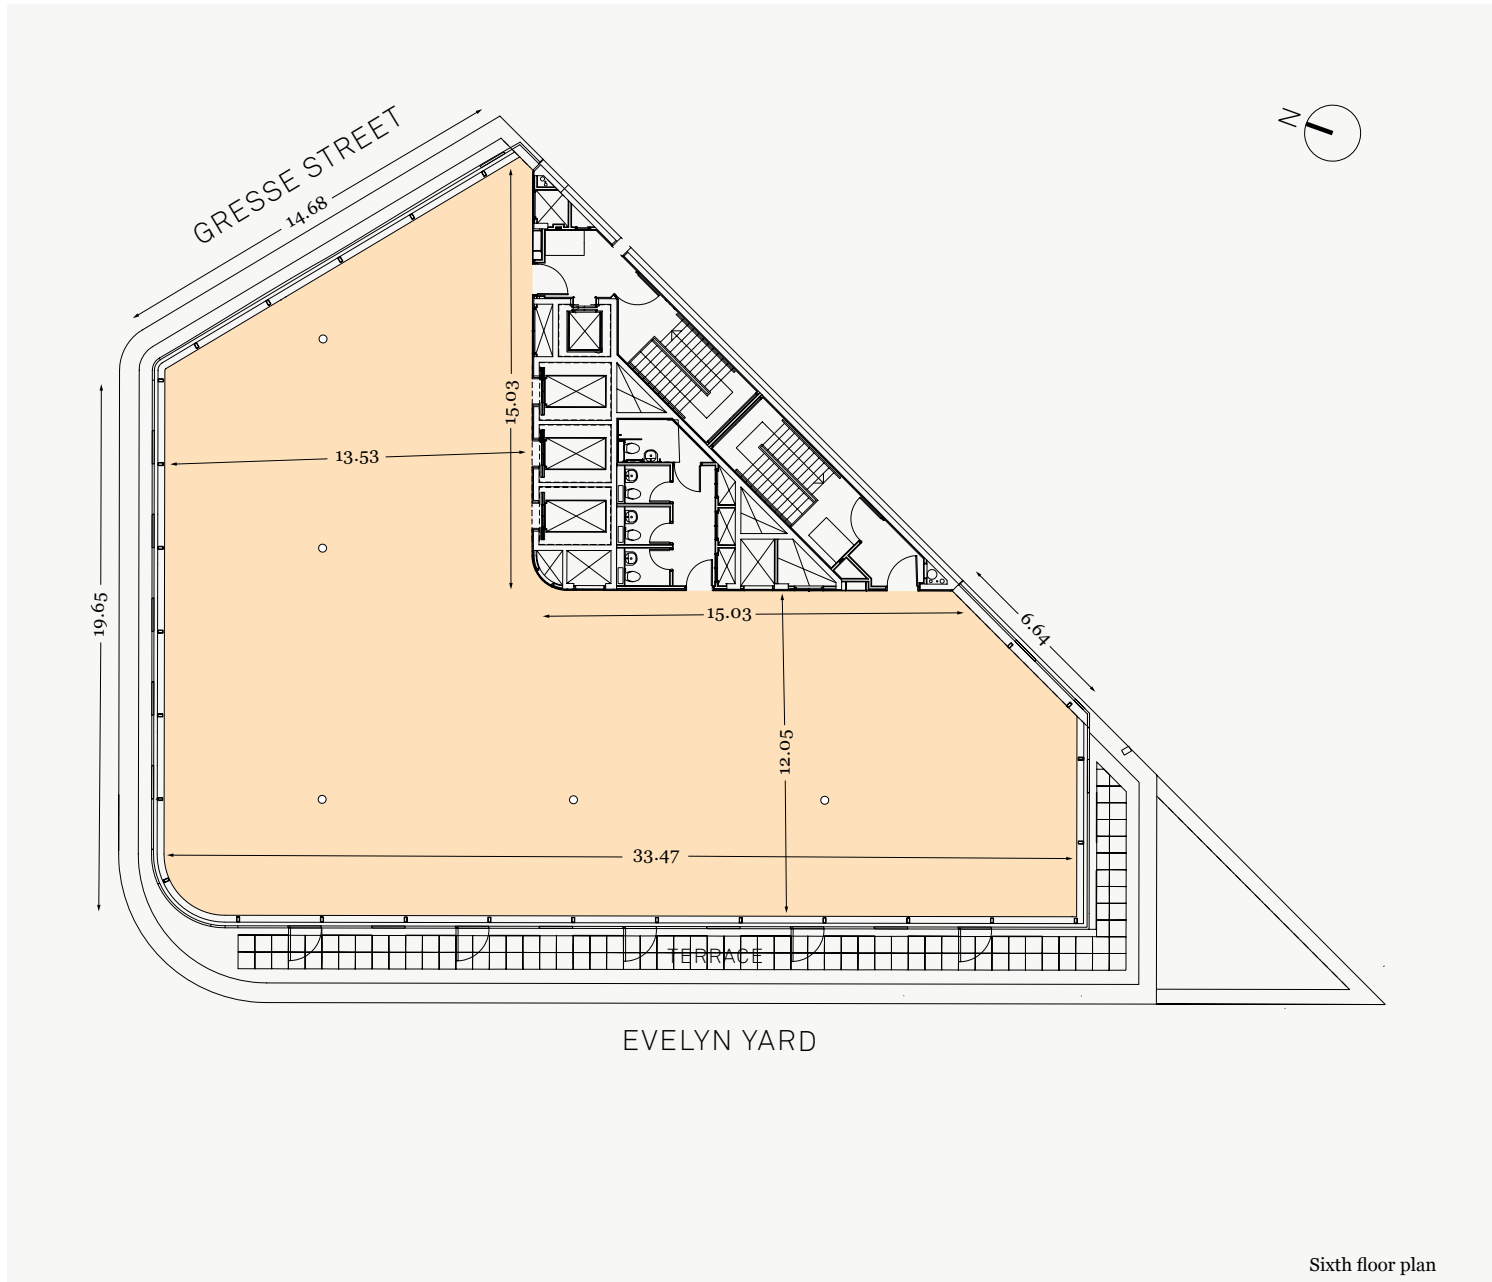 GRESSE STREET
14.68
N
15.03
13.53
19.65
15.03
6.64
12.05
33.47
TERRACE
EVELYN YARD
Sixth floor plan